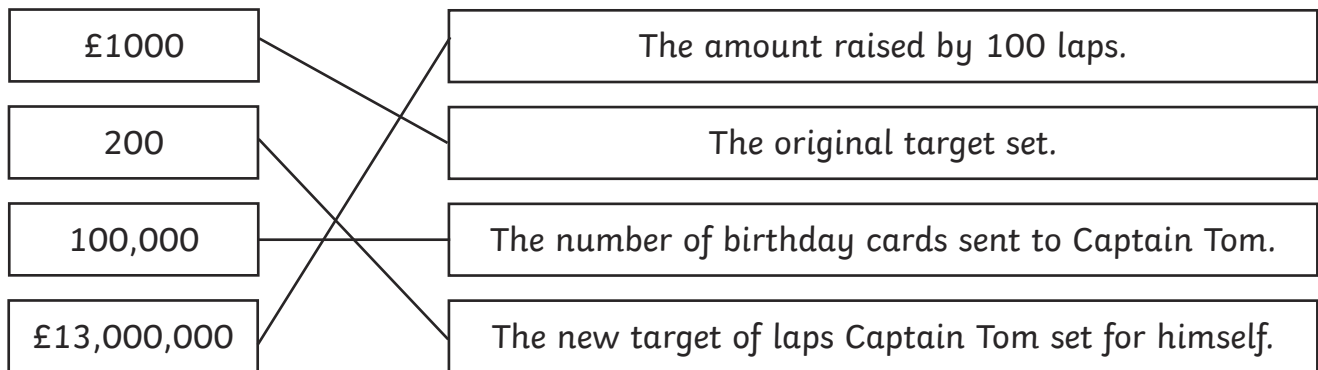 £1000
The amount raised by 100 laps.
200
The original target set.
100,000
The number of birthday cards sent to Captain Tom.
£13,000,000
The new target of laps Captain Tom set for himself.